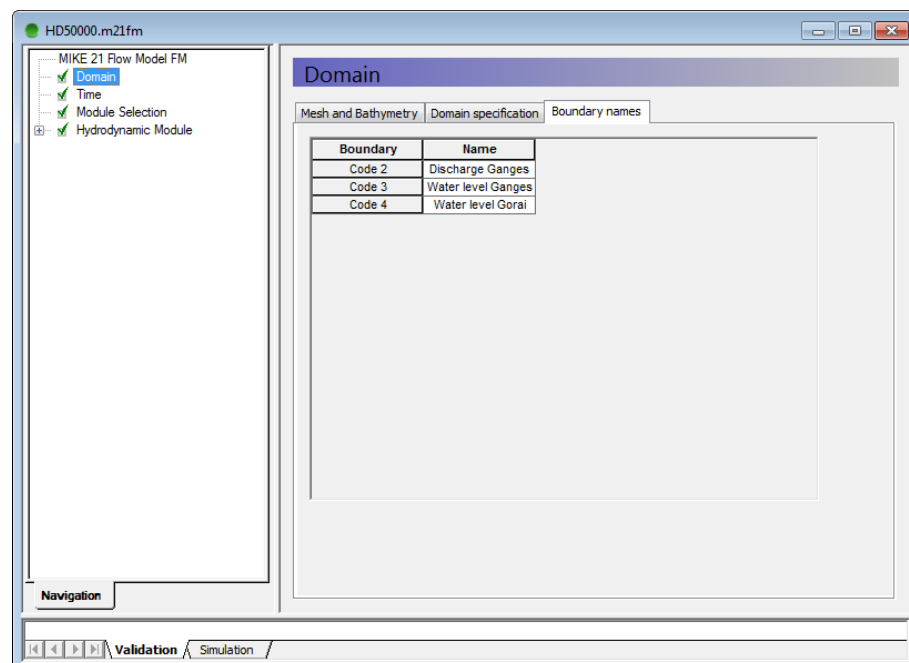 HD50000.m21fm
MIKE 21 Flow Model FM
Domain
Time
Module Selection
Hydrodynamic Module
Navigation
Domain
Mesh and Bathymetry Domain specification Boundary names
Boundary Name
Code 2 Discharge Ganges
Code 3 Water level Ganges
Code 4 Water level Gorai
Validation Simulation